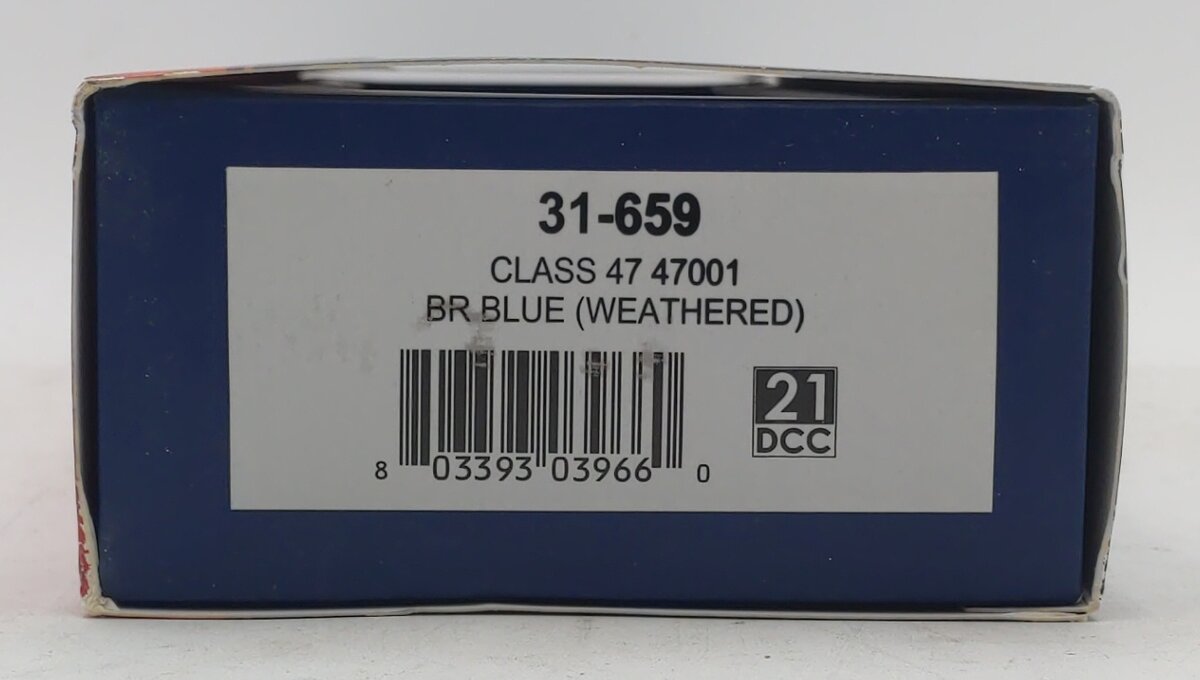 31-659
CLASS 47 47001
BR BLUE (WEATHERED)
8 03393 03966 0
21
DCC